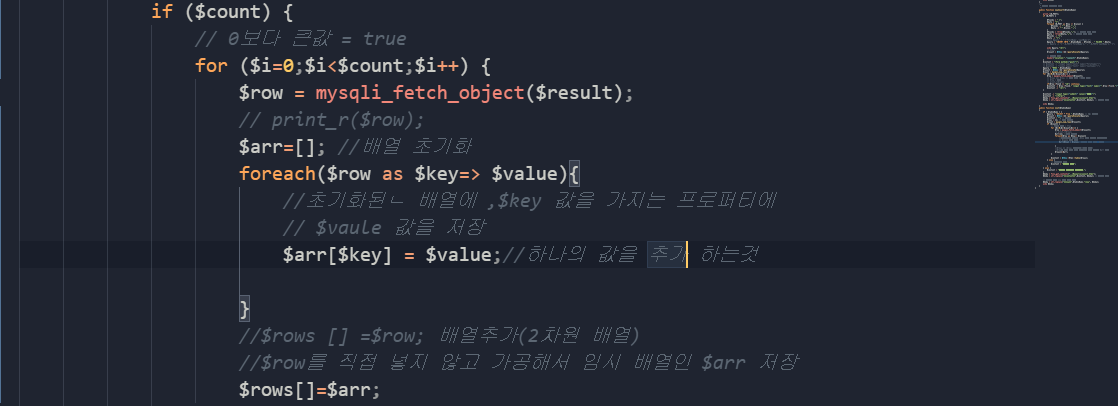 if ($count) {
// 0보다 큰값 = true
for ($i=0;$i<$count;$i++) {
$row = mysqli_fetch_object($result);
// print_r($row);
$arr=[]; //배열 초기화
foreach($row as $key=> $value){
//초기화된ㄴ 배열에 ,$key 값을 가지는 프로퍼티에
// $vaule 값을 저장
$arr[$key] = $value;//하나의 값을 추가 하는것
}
//$rows [] =$row; 배열추가(2차원 배열)
//$row를 직점 넣지 않고 가공해서 임시 배열인 $arr 저장
$rows[]=$arr;